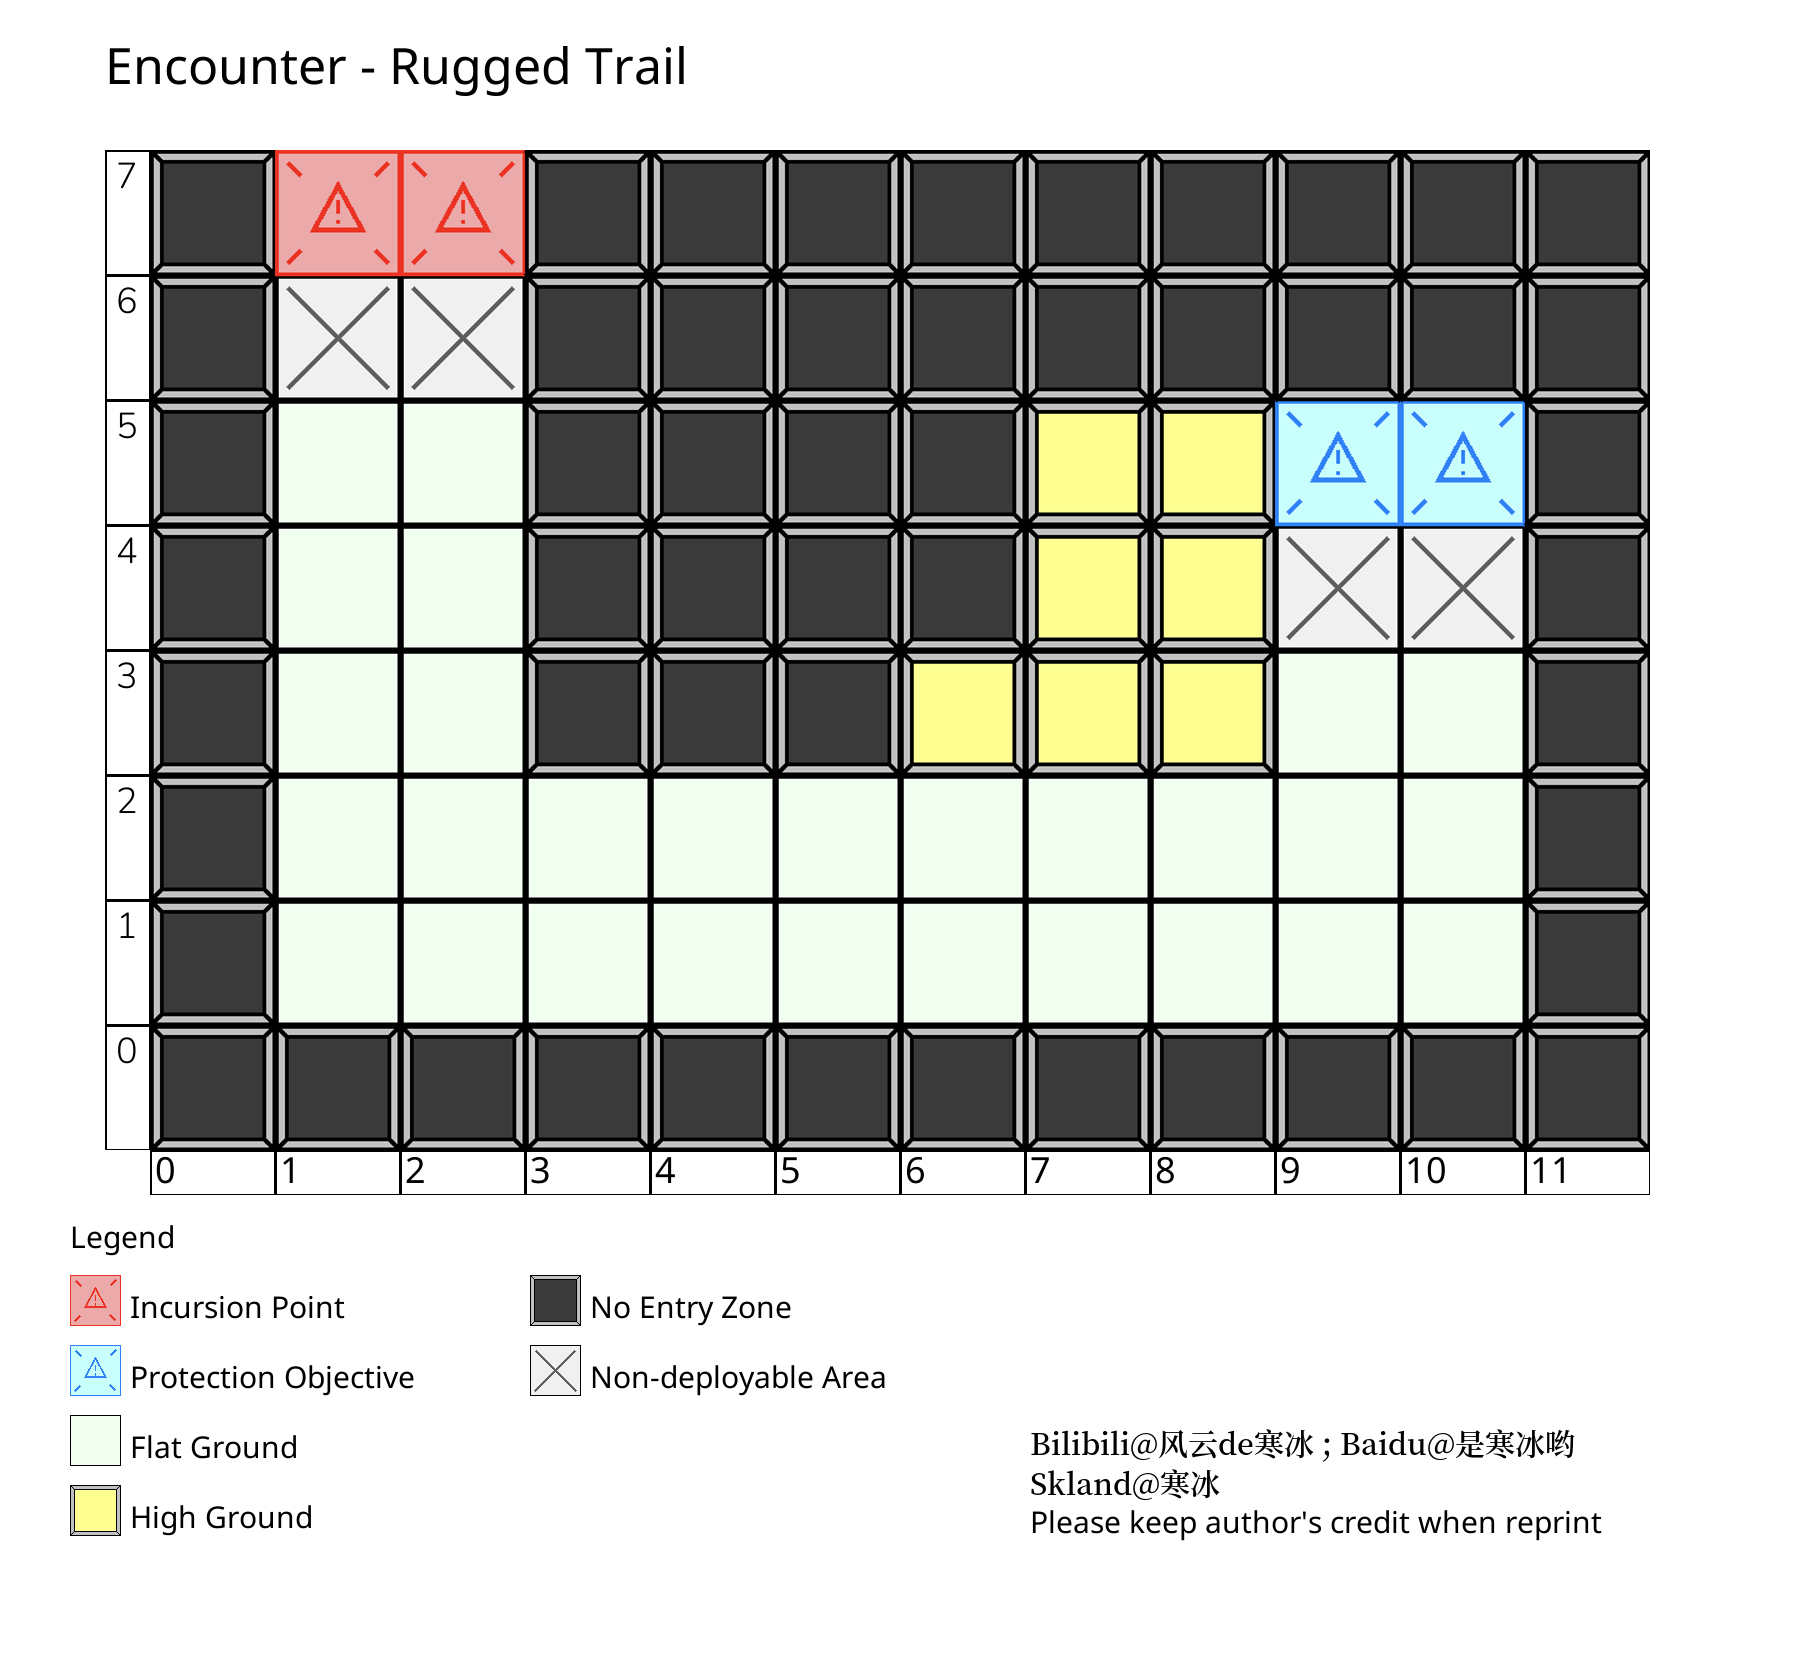 Encounter - Rugged Trail
7
6
5
4
3
2
1
0
0 1 2 3 4 5 6 7 8 9 10 11
Legend
Incursion Point
No Entry Zone
Protection Objective
Non-deployable Area
Flat Ground
High Ground
Bilibili@风云de寒冰 ; Baidu@是寒冰哟
Skland@寒冰
Please keep author's credit when reprint